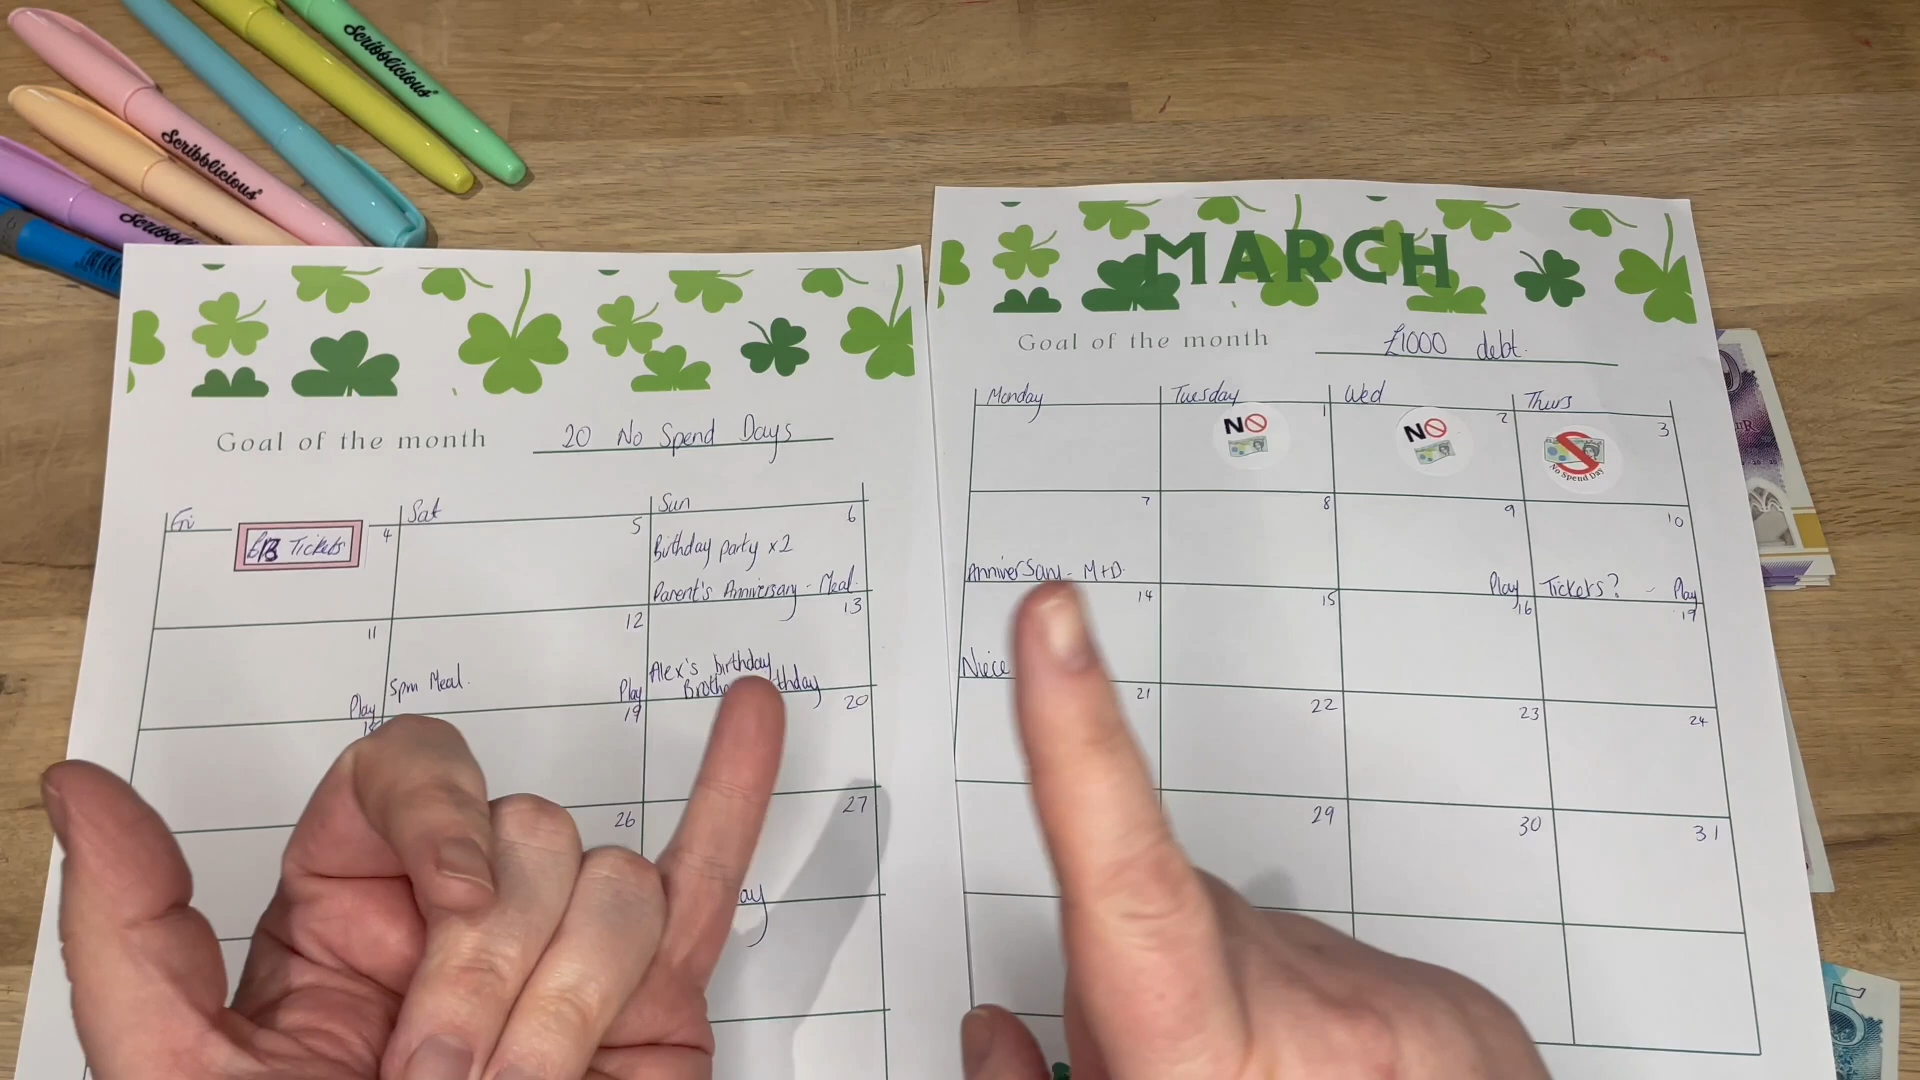 Scribblicious
Scribblicious
MARCH
Goal of the month £1000 debt.
Monday Tuesday Wed Thurs
1 2 3
NO
NO
No Spend Day
7 8 9 10
Anniversary - M+D.
Play Tickets? - Play
14 15 16
Niece
21 22 23 24
29 30 31
Goal of the month 20 No Spend Days
Fri Sat Sun
4 5 6
£13 Tickets
Birthday party x2
Parent's Anniversary - Meal.
11 12 13
5pm Meal.
Play Play
Alex's birthday
19 20
26 27
5